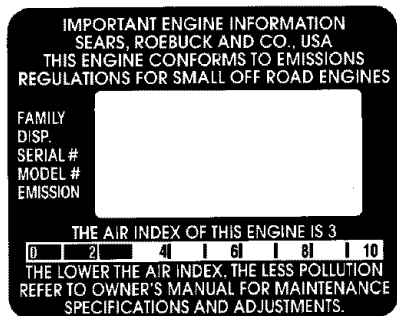 IMPORTANT ENGINE INFORMATION
SEARS, ROEBUCK AND CO., USA
THIS ENGINE CONFORMS TO EMISSIONS
REGULATIONS FOR SMALL OFF ROAD ENGINES
FAMILY
DISP.
SERIAL #
MODEL #
EMISSION
THE AIR INDEX OF THIS ENGINE IS 3
0 2 4 6 8 10
THE LOWER THE AIR INDEX, THE LESS POLLUTION
REFER TO OWNER'S MANUAL FOR MAINTENANCE
SPECIFICATIONS AND ADJUSTMENTS.